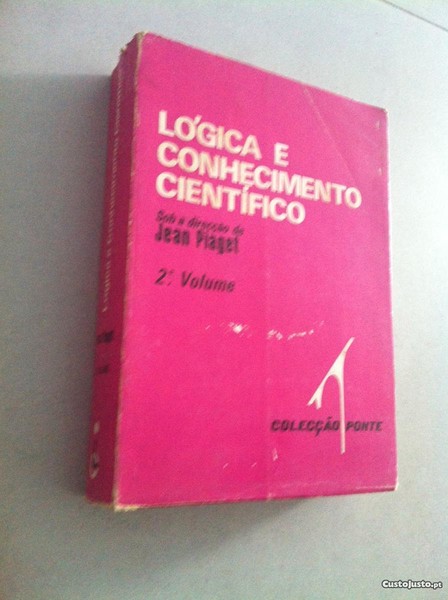 LÓGICA E
CONHECIMENTO
CIENTÍFICO
Sob a direcção de
Jean Piaget
2.º Volume
COLECÇÃO PONTE
CustoJusto.pt